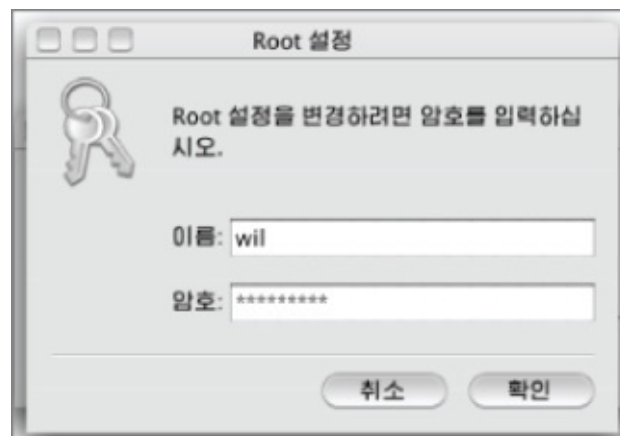 Root 설정
Root 설정을 변경하려면 암호를 입력하십
시오.
이름: wil
암호: *********
취소 확인